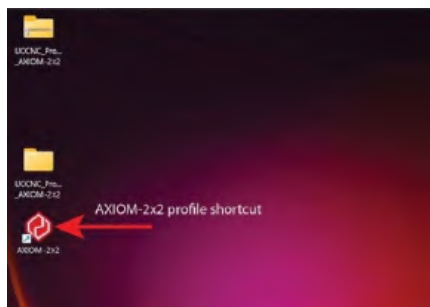 UCCNC_Pro...
_AXIOM-2x2
UCCNC_Pro...
_AXIOM-2x2
AXIOM-2x2 profile shortcut
AXIOM-2x2